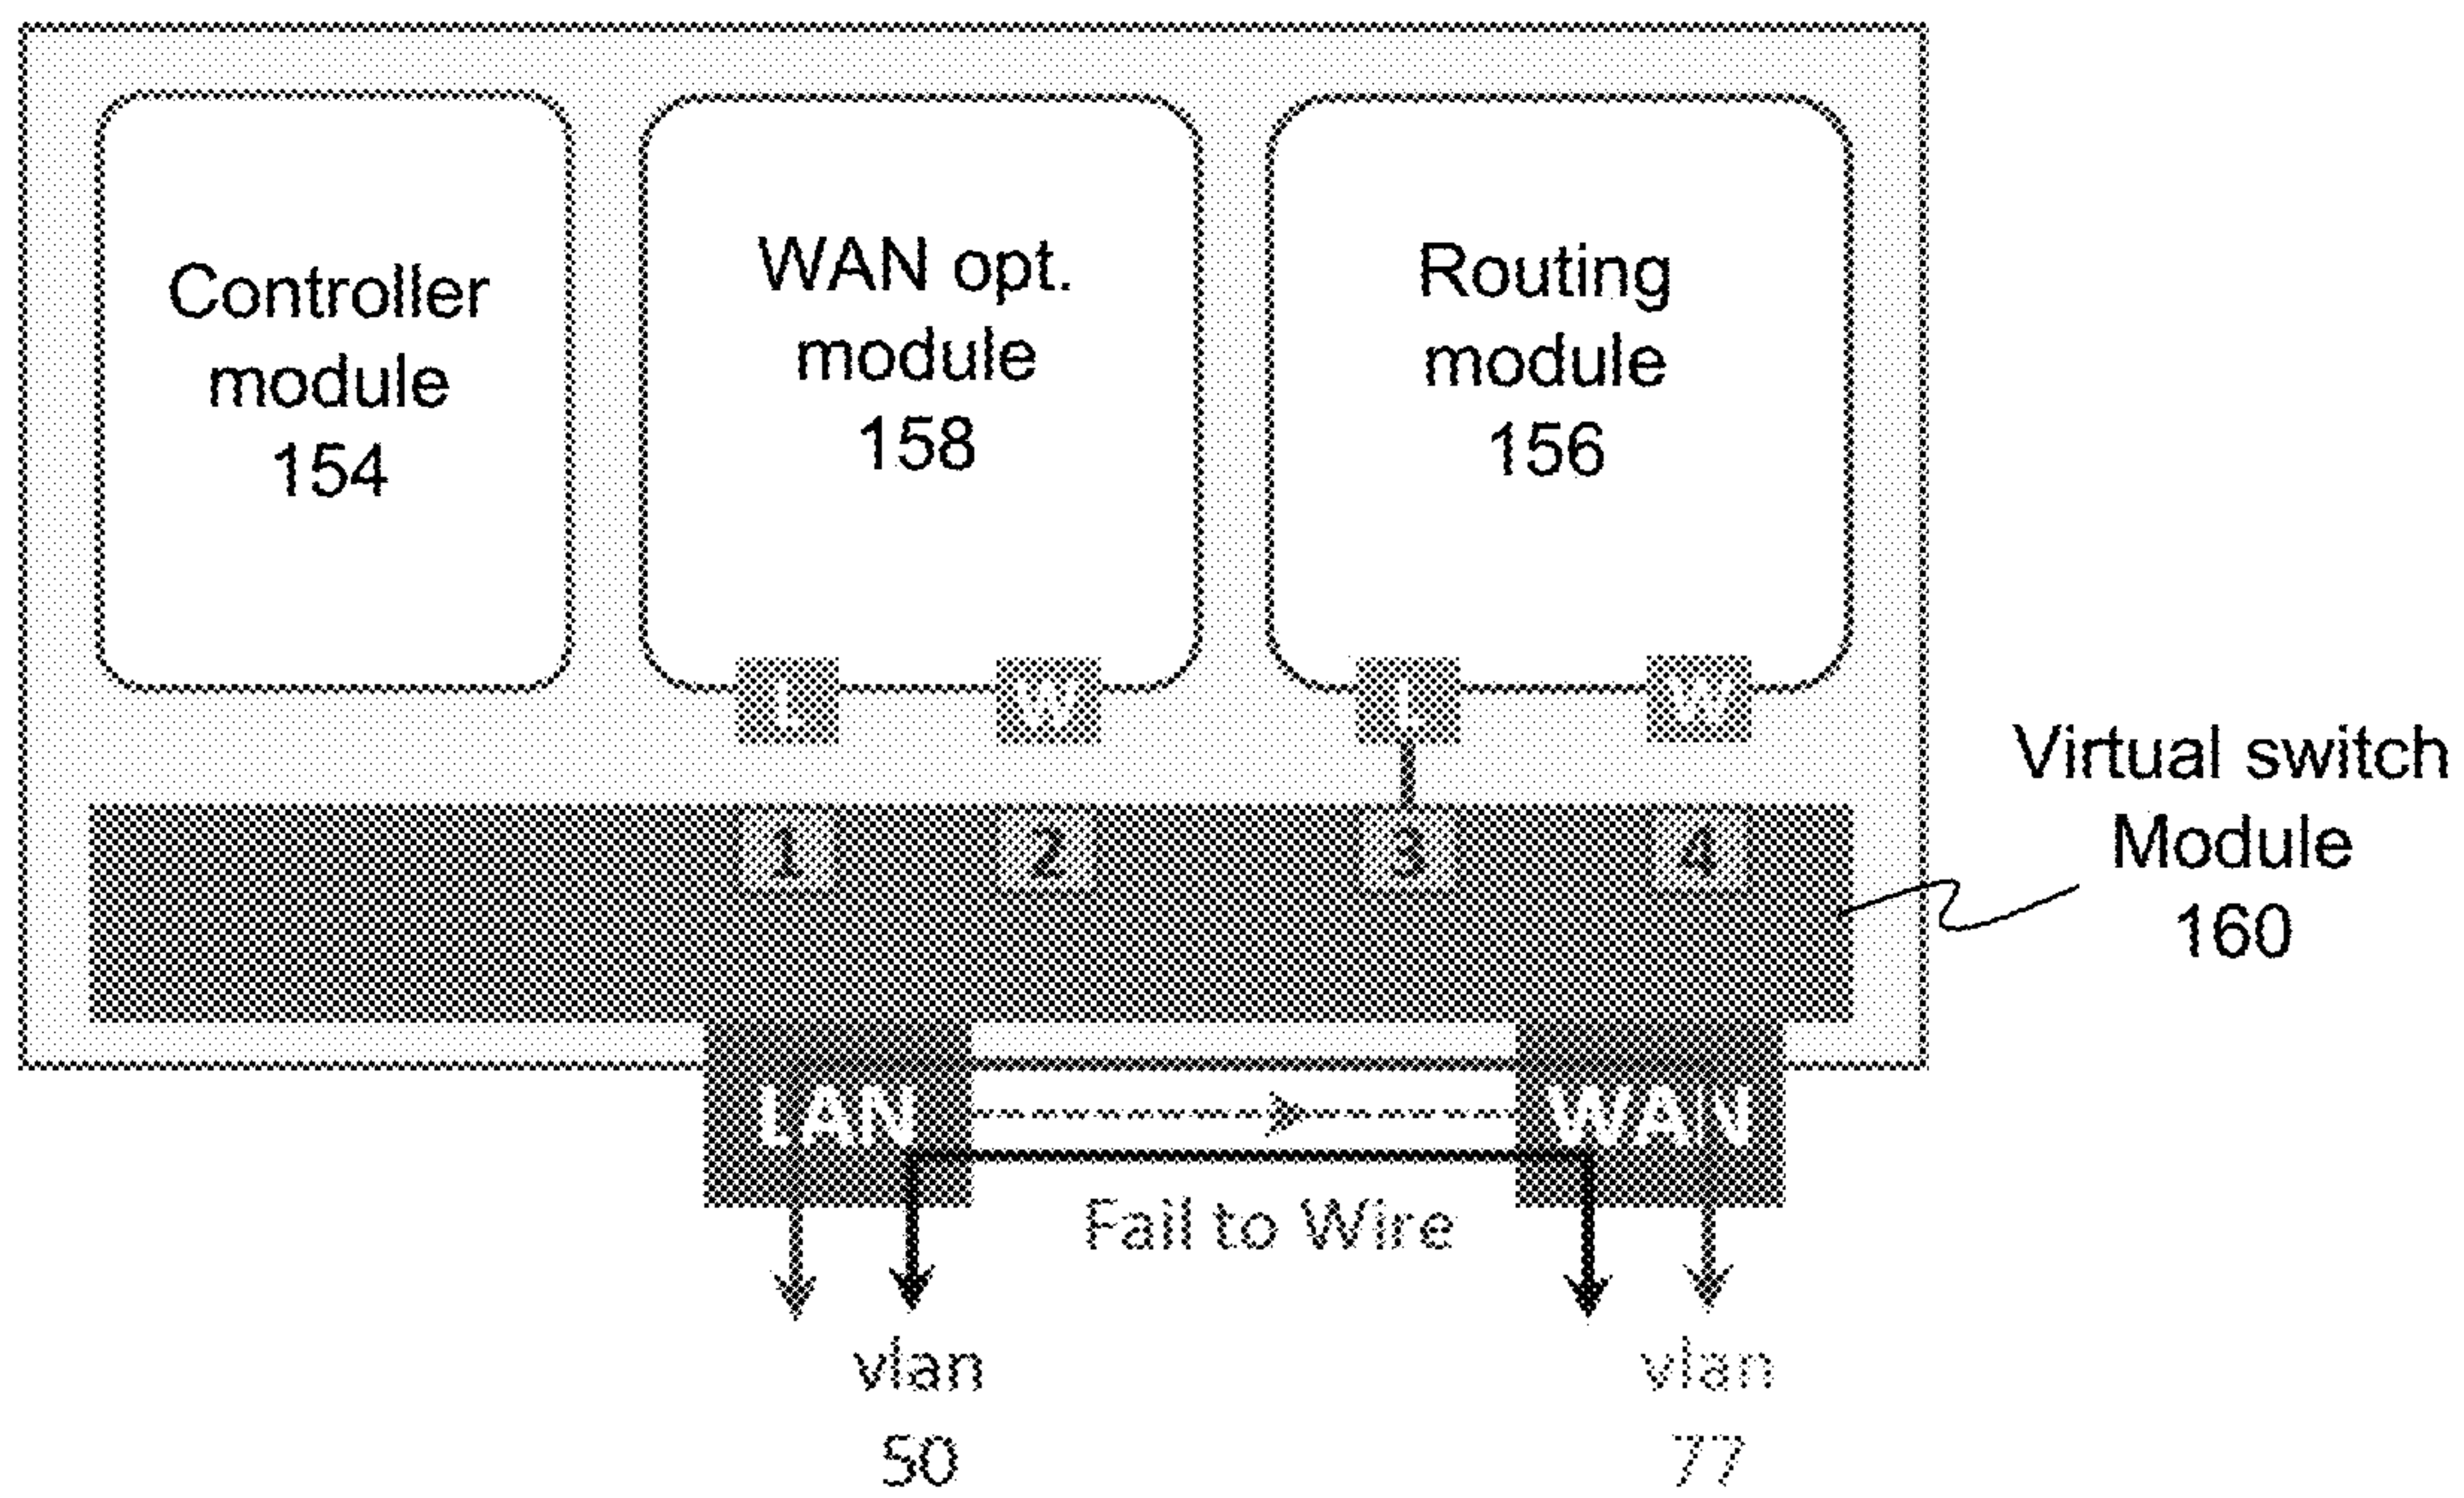 Controller
module
154
WAN opt.
module
158
Routing
module
156
L
W
L
W
Virtual switch
Module
160
1
2
3
4
LAN
WAN
Fail to Wire
vlan
50
vlan
77